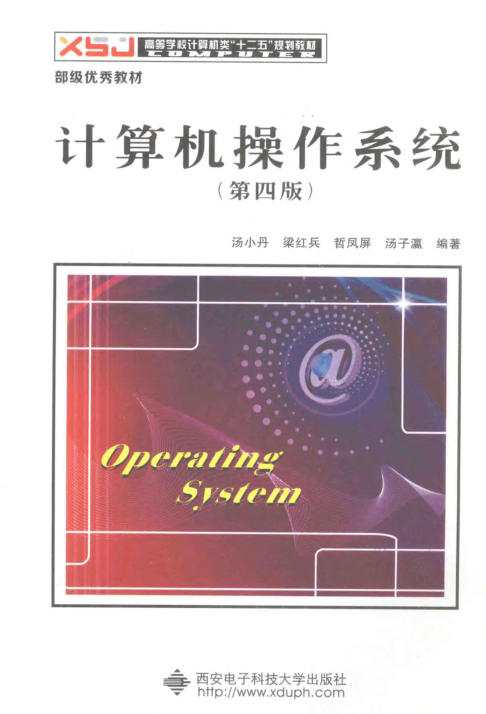 XSJ 高等学校计算机类“十二五”规划教材
COMPUTER
部级优秀教材
计算机操作系统
（第四版）
汤小丹 梁红兵 哲凤屏 汤子瀛 编著
@
Operating
System
西安电子科技大学出版社
http://www.xduph.com